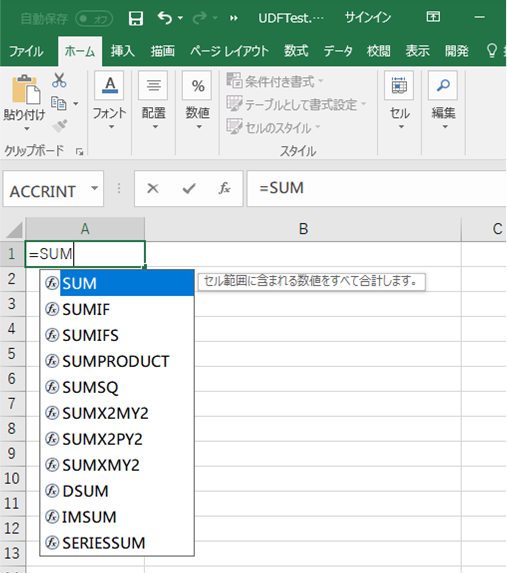 自動保存 オフ UDFTest.… サインイン
ファイル ホーム 挿入 描画 ページ レイアウト 数式 データ 校閲 表示 開発
貼り付け フォント 配置 数値 条件付き書式 テーブルとして書式設定 セルのスタイル セル 編集
クリップボード スタイル
ACCRINT fx =SUM
A B C
1 =SUM
2 SUM セル範囲に含まれる数値をすべて合計します。
3 SUMIF
4 SUMIFS
5 SUMPRODUCT
6 SUMSQ
7 SUMX2MY2
8 SUMX2PY2
9 SUMXMY2
10 DSUM
11
12 IMSUM
13 SERIESSUM